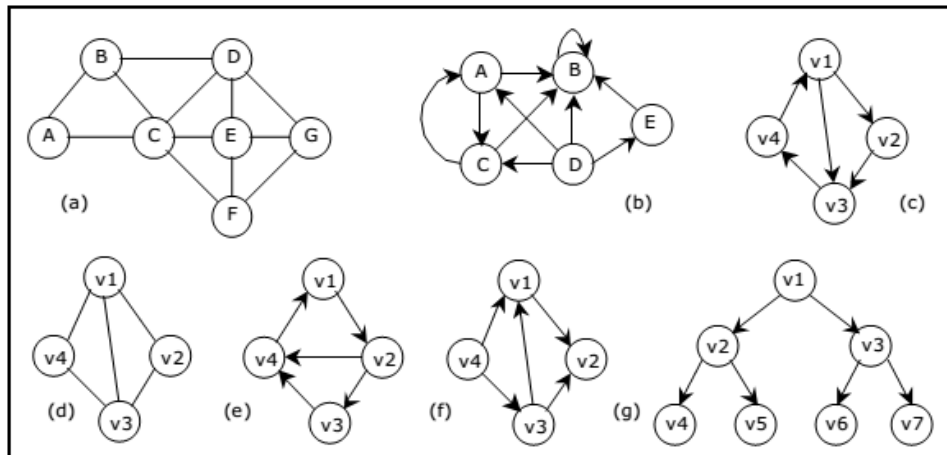 B D
A C E G
F
(a)
A B
E
C D
(b)
v1
v4 v2
v3
(c)
v1
v4 v2
v3
(d)
v1
v4 v2
v3
(e)
v1
v4 v2
v3
(f)
v1
v2 v3
v4 v5 v6 v7
(g)